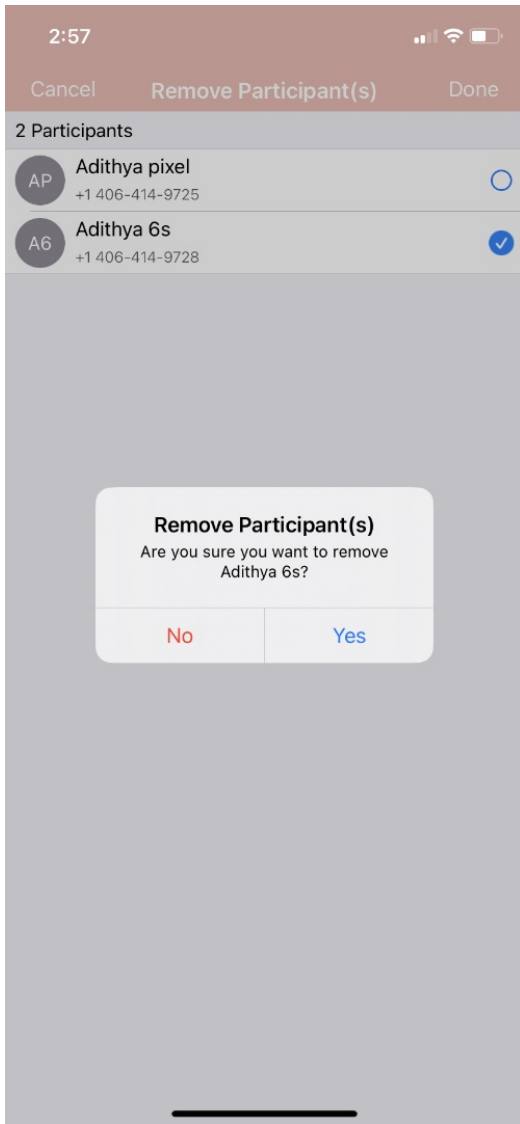 2:57
Cancel Remove Participant(s) Done
2 Participants
AP Adithya pixel
+1 406-414-9725
A6 Adithya 6s
+1 406-414-9728
Remove Participant(s)
Are you sure you want to remove
Adithya 6s?
No Yes